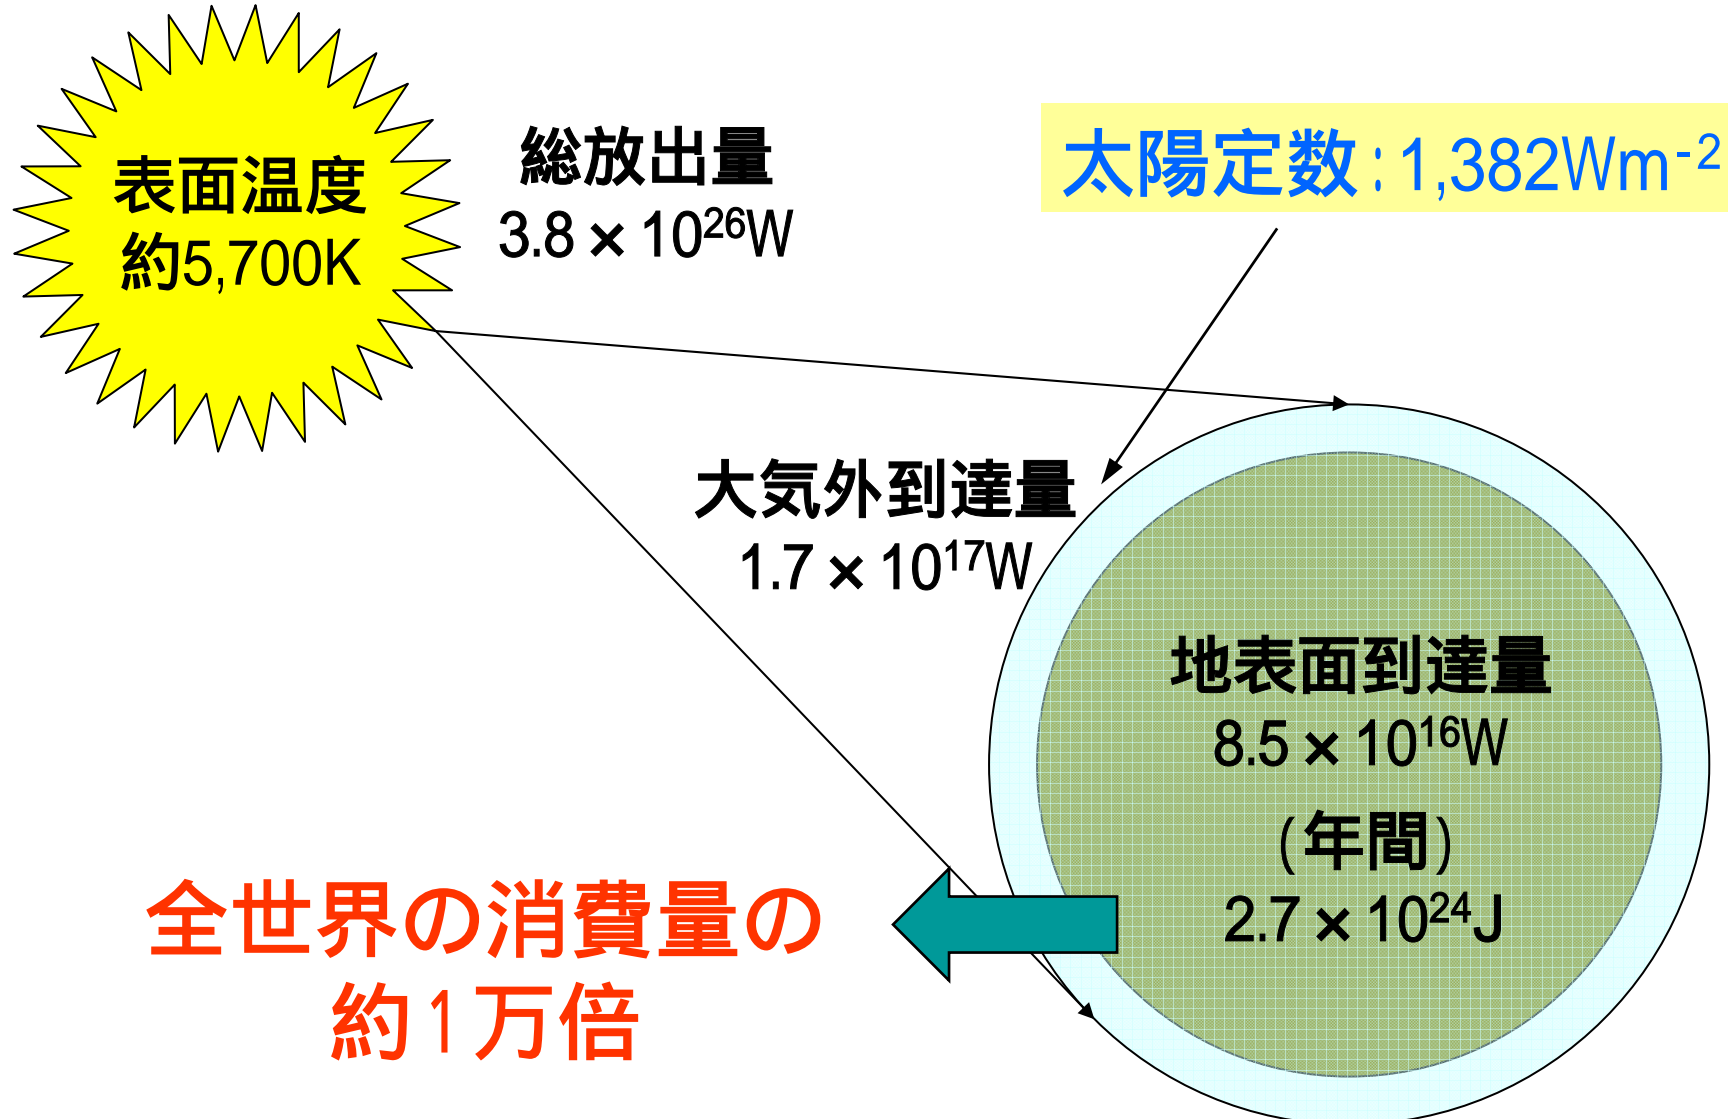 表面温度
約5,700K
総放出量
3.8 × 10²⁶W
太陽定数：1,382Wm⁻²
大気外到達量
1.7 × 10¹⁷W
地表面到達量
8.5 × 10¹⁶W
（年間）
2.7 × 10²⁴J
全世界の消費量の
約１万倍